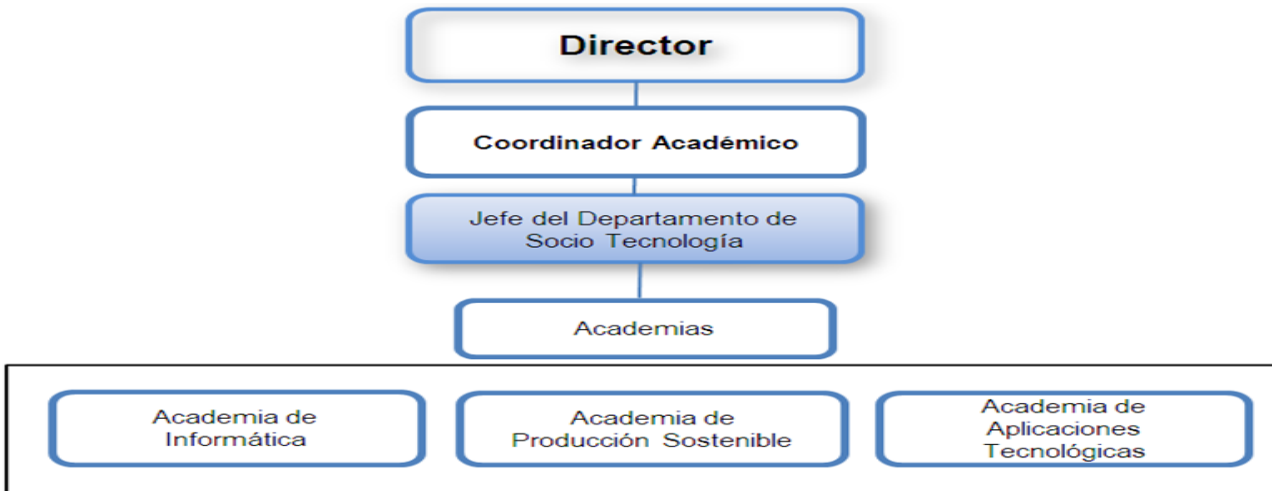 Director
Coordinador Académico
Jefe del Departamento de
Socio Tecnología
Academias
Academia de
Informática
Academia de
Producción Sostenible
Academia de
Aplicaciones
Tecnológicas